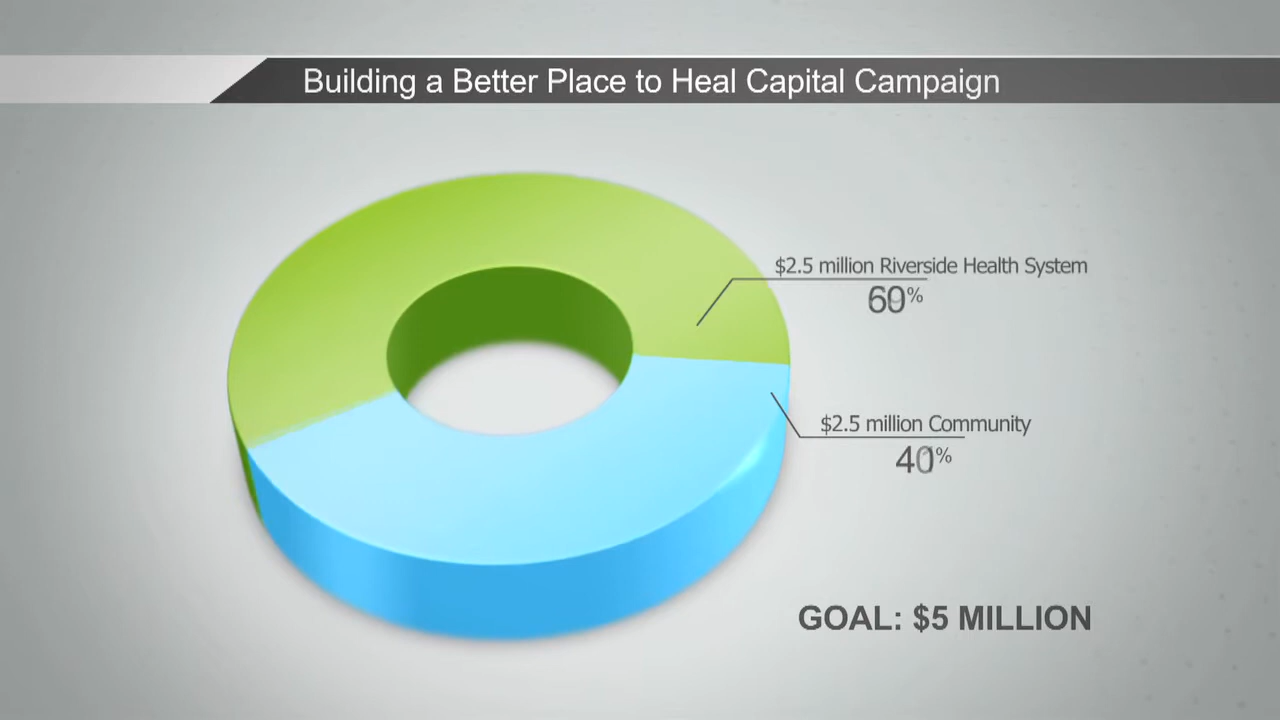 Building a Better Place to Heal Capital Campaign
$2.5 million Riverside Health System
60%
$2.5 million Community
40%
GOAL: $5 MILLION